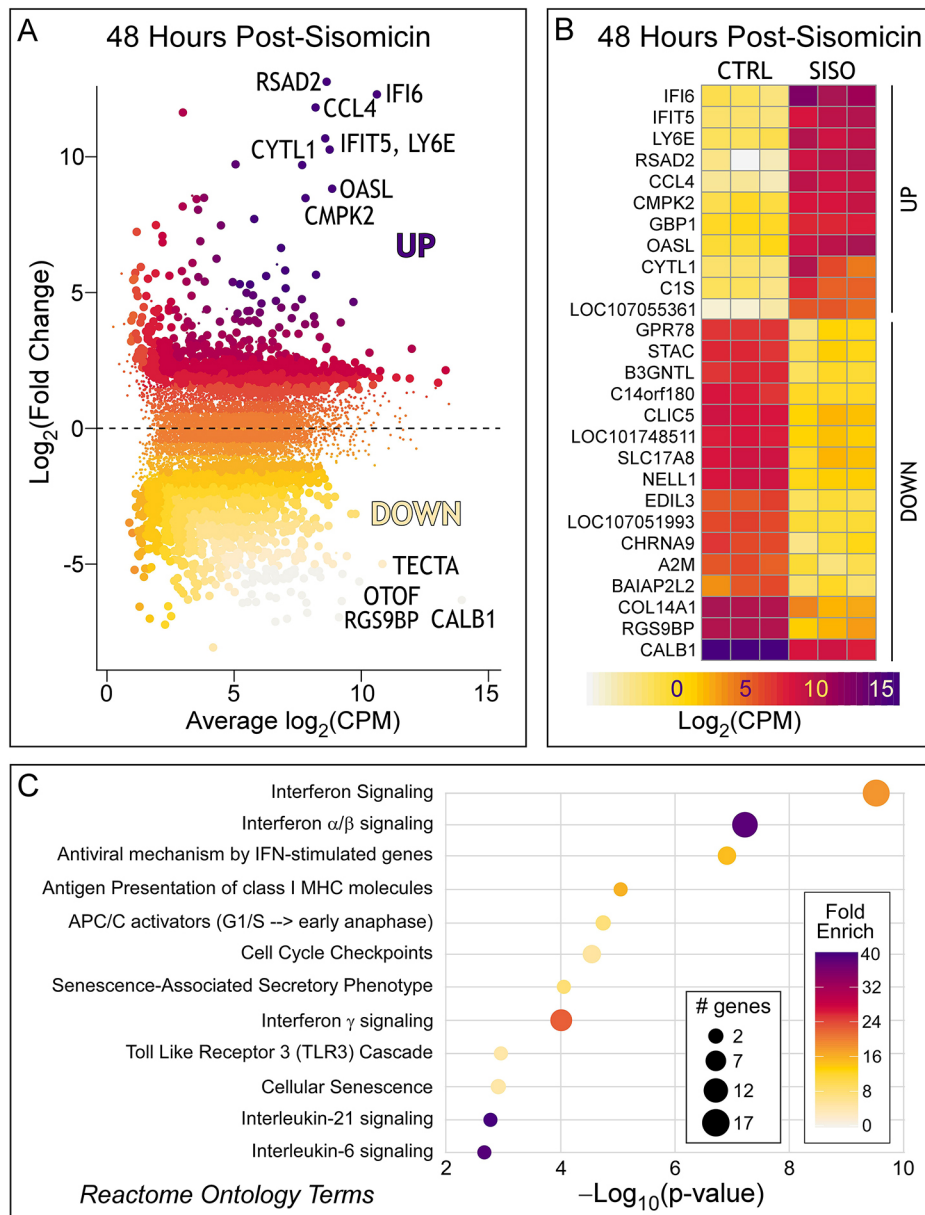 A
48 Hours Post-Sisomicin
RSAD2
IFI6
CCL4
IFIT5, LY6E
CYTL1
OASL
CMPK2
UP
DOWN
TECTA
OTOF
RGS9BP CALB1
10
5
0
-5
0 5 10 15
Log2(Fold Change)
Average log2(CPM)
B
48 Hours Post-Sisomicin
CTRL SISO
IFI6
IFIT5
LY6E
RSAD2
CCL4
CMPK2
GBP1
OASL
CYTL1
C1S
LOC107055361
GPR78
STAC
B3GNTL
C14orf180
CLIC5
LOC101748511
SLC17A8
NELL1
EDIL3
LOC107051993
CHRNA9
A2M
BAIAP2L2
COL14A1
RGS9BP
CALB1
UP
DOWN
0 5 10 15
Log2(CPM)
C
Interferon Signaling
Interferon α/β signaling
Antiviral mechanism by IFN-stimulated genes
Antigen Presentation of class I MHC molecules
APC/C activators (G1/S --> early anaphase)
Cell Cycle Checkpoints
Senescence-Associated Secretory Phenotype
Interferon γ signaling
Toll Like Receptor 3 (TLR3) Cascade
Cellular Senescence
Interleukin-21 signaling
Interleukin-6 signaling
2 4 6 8 10
Reactome Ontology Terms
−Log10(p-value)
# genes
2
7
12
17
Fold
Enrich
40
32
24
16
8
0